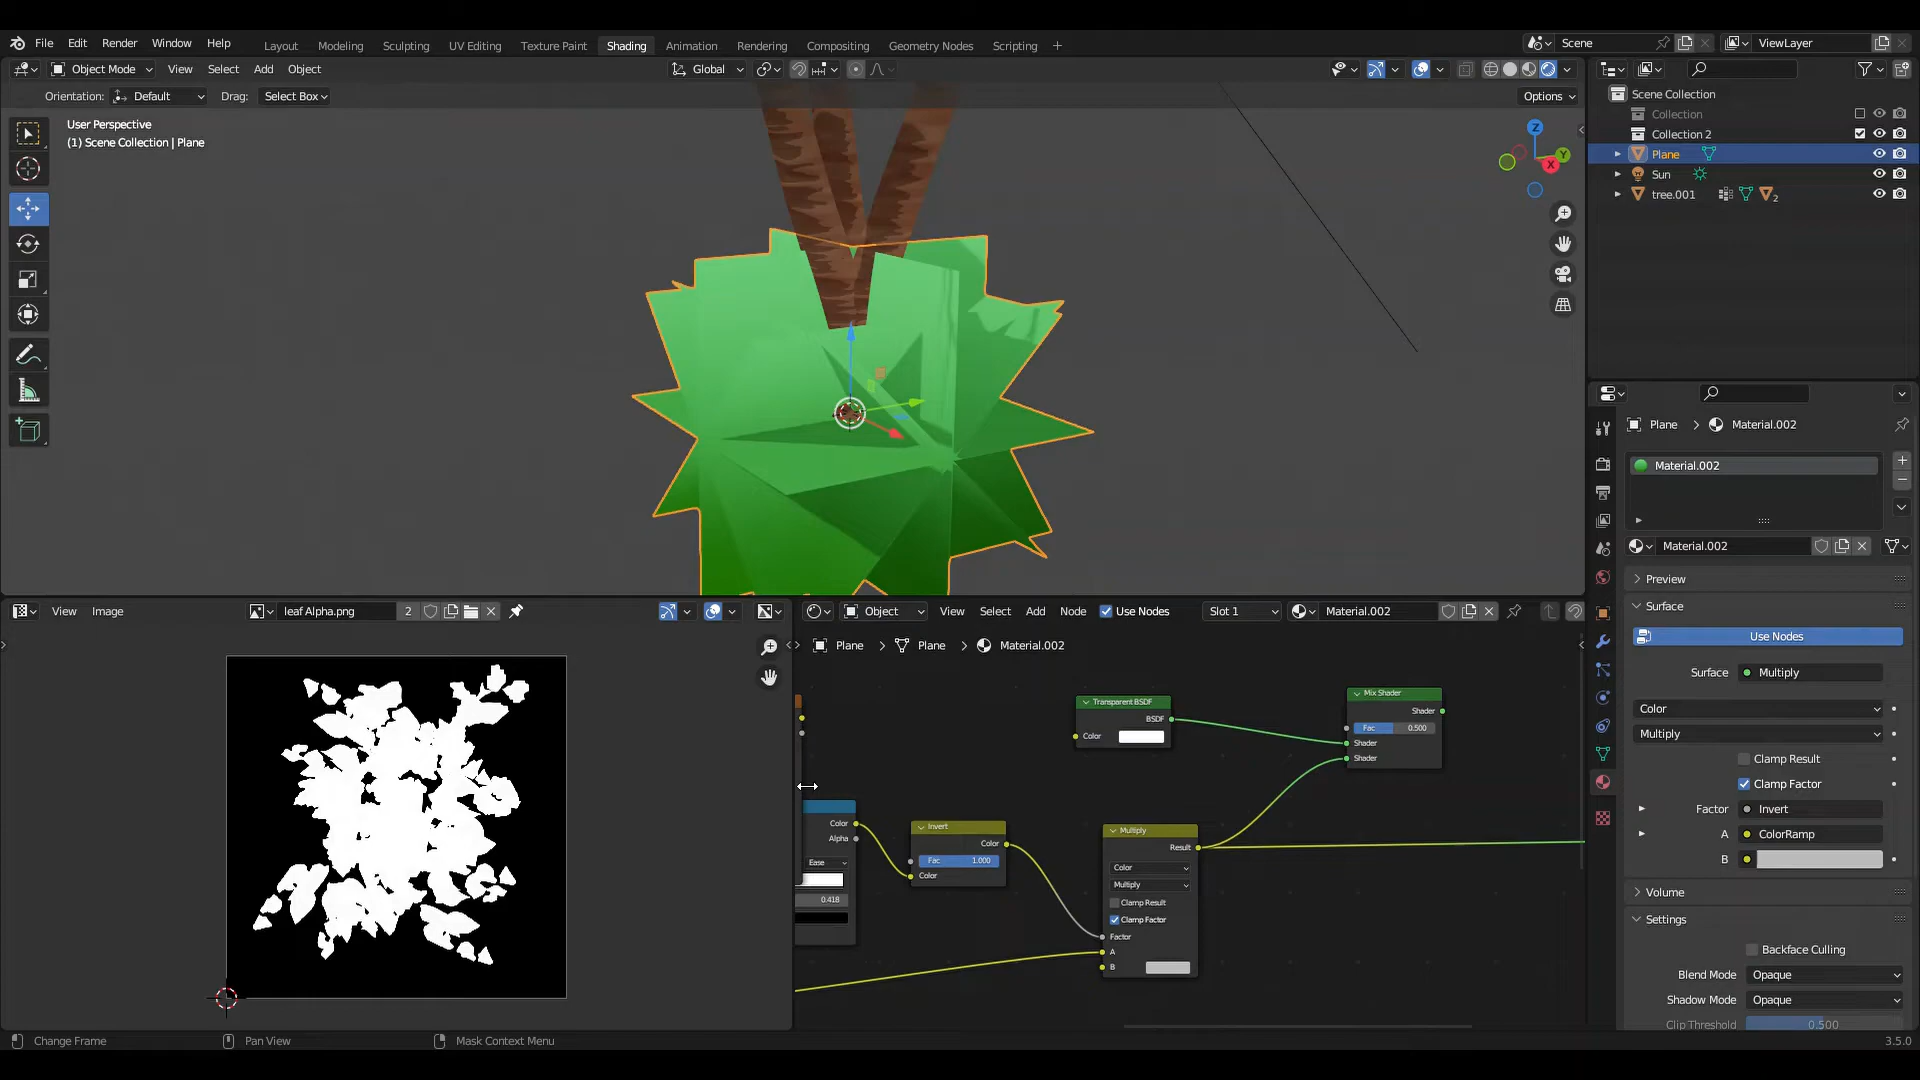 File Edit Render Window Help Layout Modeling Sculpting UV Editing Texture Paint Shading Animation Rendering Compositing Geometry Nodes Scripting + Scene ViewLayer
Object Mode View Select Add Object Global
Orientation: Default Drag: Select Box Options
User Perspective
(1) Scene Collection | Plane
Z
Y
X
Scene Collection
Collection
Collection 2
Plane
Sun
tree.001 2
Plane > Material.002
Material.002
Material.002
Preview
Surface
Use Nodes
Surface Multiply
Color
Multiply
Clamp Result
Clamp Factor
Factor Invert
A ColorRamp
B
Volume
Settings
Backface Culling
Blend Mode Opaque
Shadow Mode Opaque
Clip Threshold 0.500
View Image leaf Alpha.png 2
Object View Select Add Node Use Nodes Slot 1 Material.002
Plane > Plane > Material.002
Transparent BSDF
BSDF
Color
Mix Shader
Shader
Fac 0.500
Shader
Shader
Color
Alpha
Ease
0.418
Invert
Color
Fac 1.000
Color
Multiply
Result
Color
Multiply
Clamp Result
Clamp Factor
Factor
A
B
Change Frame Pan View Mask Context Menu 3.5.0